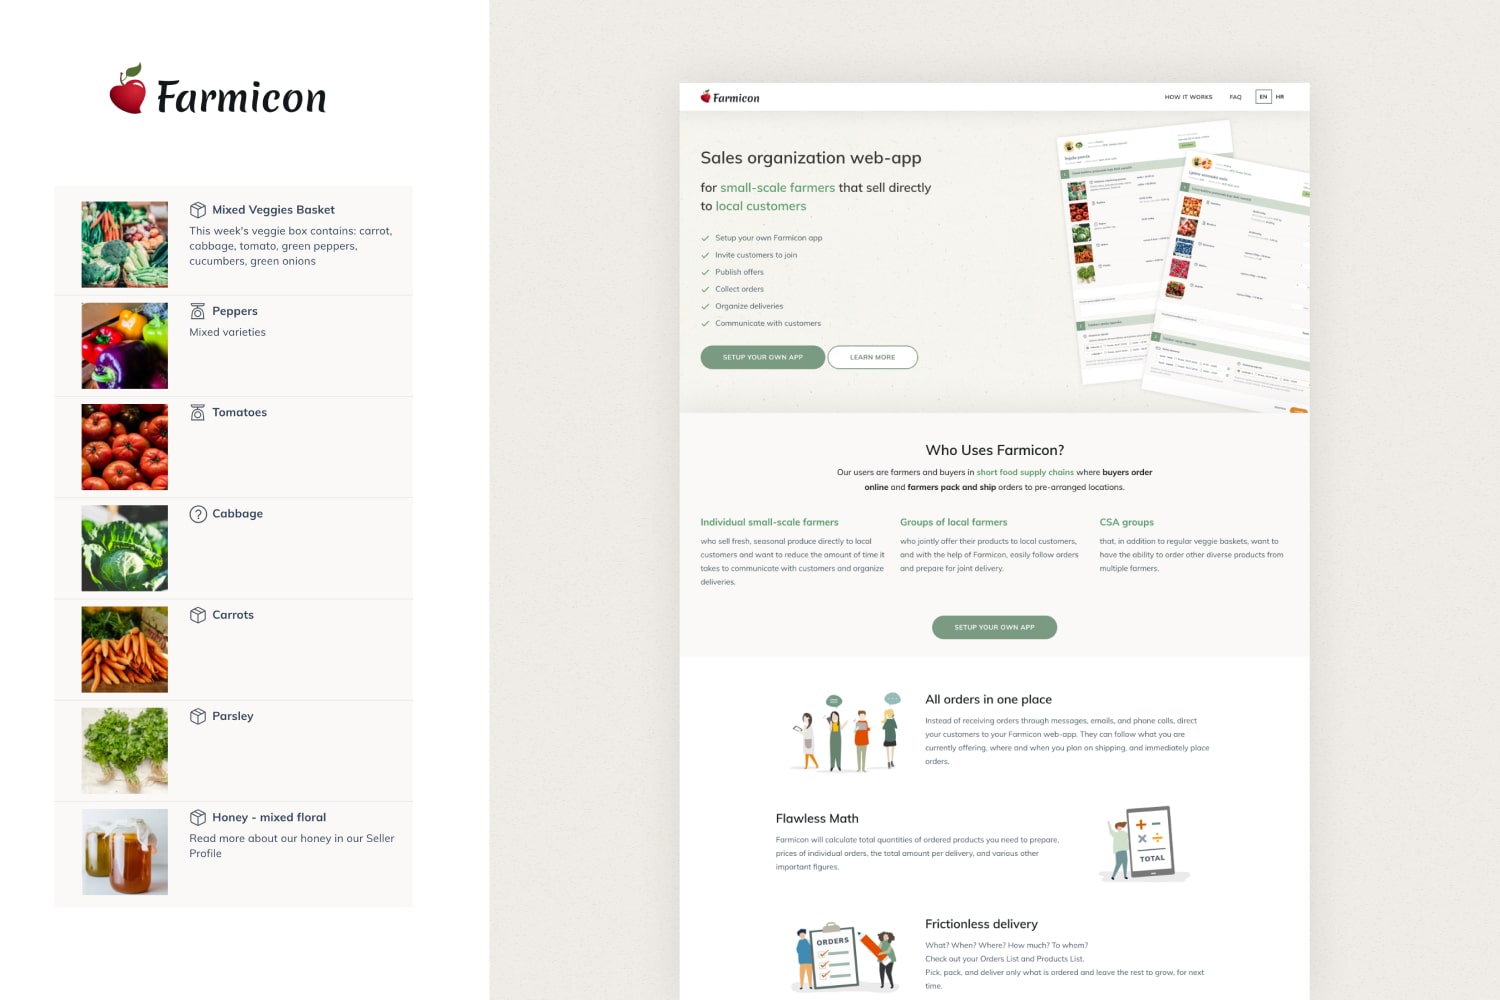 Farmicon
Mixed Veggies Basket
This week's veggie box contains: carrot,
cabbage, tomato, green peppers,
cucumbers, green onions
Peppers
Mixed varieties
Tomatoes
Cabbage
Carrots
Parsley
Honey - mixed floral
Read more about our honey in our Seller
Profile
Farmicon
HOW IT WORKS FAQ EN HR
Sales organization web-app
for small-scale farmers that sell directly
to local customers
Setup your own Farmicon app
Invite customers to join
Publish offers
Collect orders
Organize deliveries
Communicate with customers
SETUP YOUR OWN APP LEARN MORE
Who Uses Farmicon?
Our users are farmers and buyers in short food supply chains where buyers order
online and farmers pack and ship orders to pre-arranged locations.
Individual small-scale farmers
who sell fresh, seasonal produce directly to local
customers and want to reduce the amount of time it
takes to communicate with customers and organize
deliveries.
Groups of local farmers
who jointly offer their products to local customers,
and with the help of Farmicon, easily follow orders
and prepare for joint delivery.
CSA groups
that, in addition to regular veggie baskets, want to
have the ability to order other diverse products from
multiple farmers.
SETUP YOUR OWN APP
All orders in one place
Instead of receiving orders through messages, emails, and phone calls, direct
your customers to your Farmicon web-app. They can follow what you are
currently offering, where and when you plan on shipping, and immediately place
orders.
Flawless Math
Farmicon will calculate total quantities of ordered products you need to prepare,
prices of individual orders, the total amount per delivery, and various other
important figures.
TOTAL
ORDERS
Frictionless delivery
What? When? Where? How much? To whom?
Check out your Orders List and Products List.
Pick, pack, and deliver only what is ordered and leave the rest to grow, for next
time.